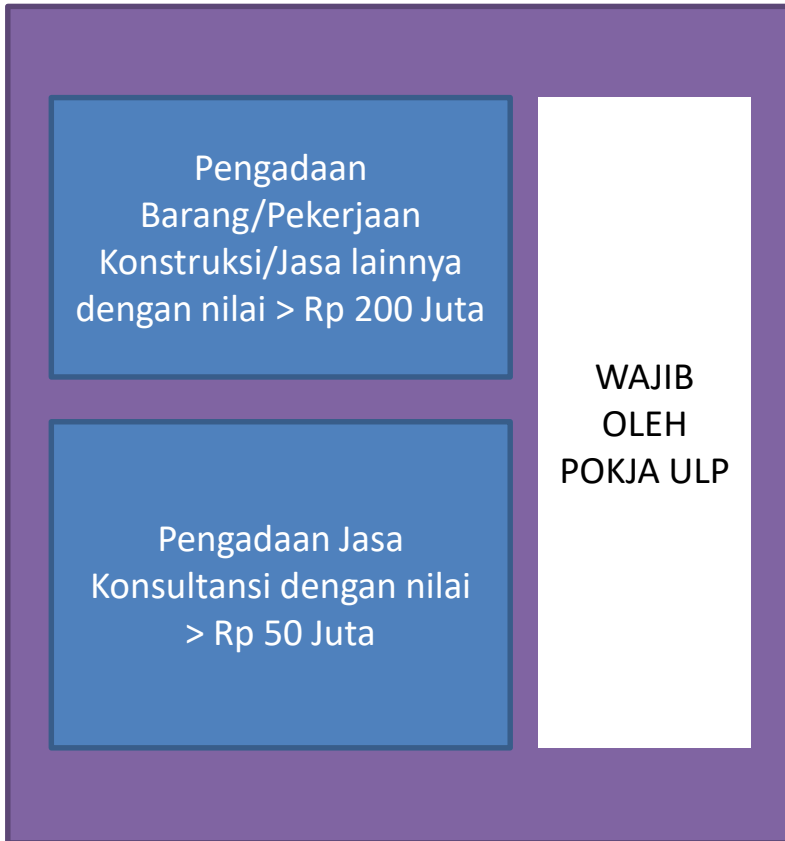 Pengadaan
Barang/Pekerjaan
Konstruksi/Jasa lainnya
dengan nilai > Rp 200 Juta
Pengadaan Jasa
Konsultansi dengan nilai
> Rp 50 Juta
WAJIB
OLEH
POKJA ULP